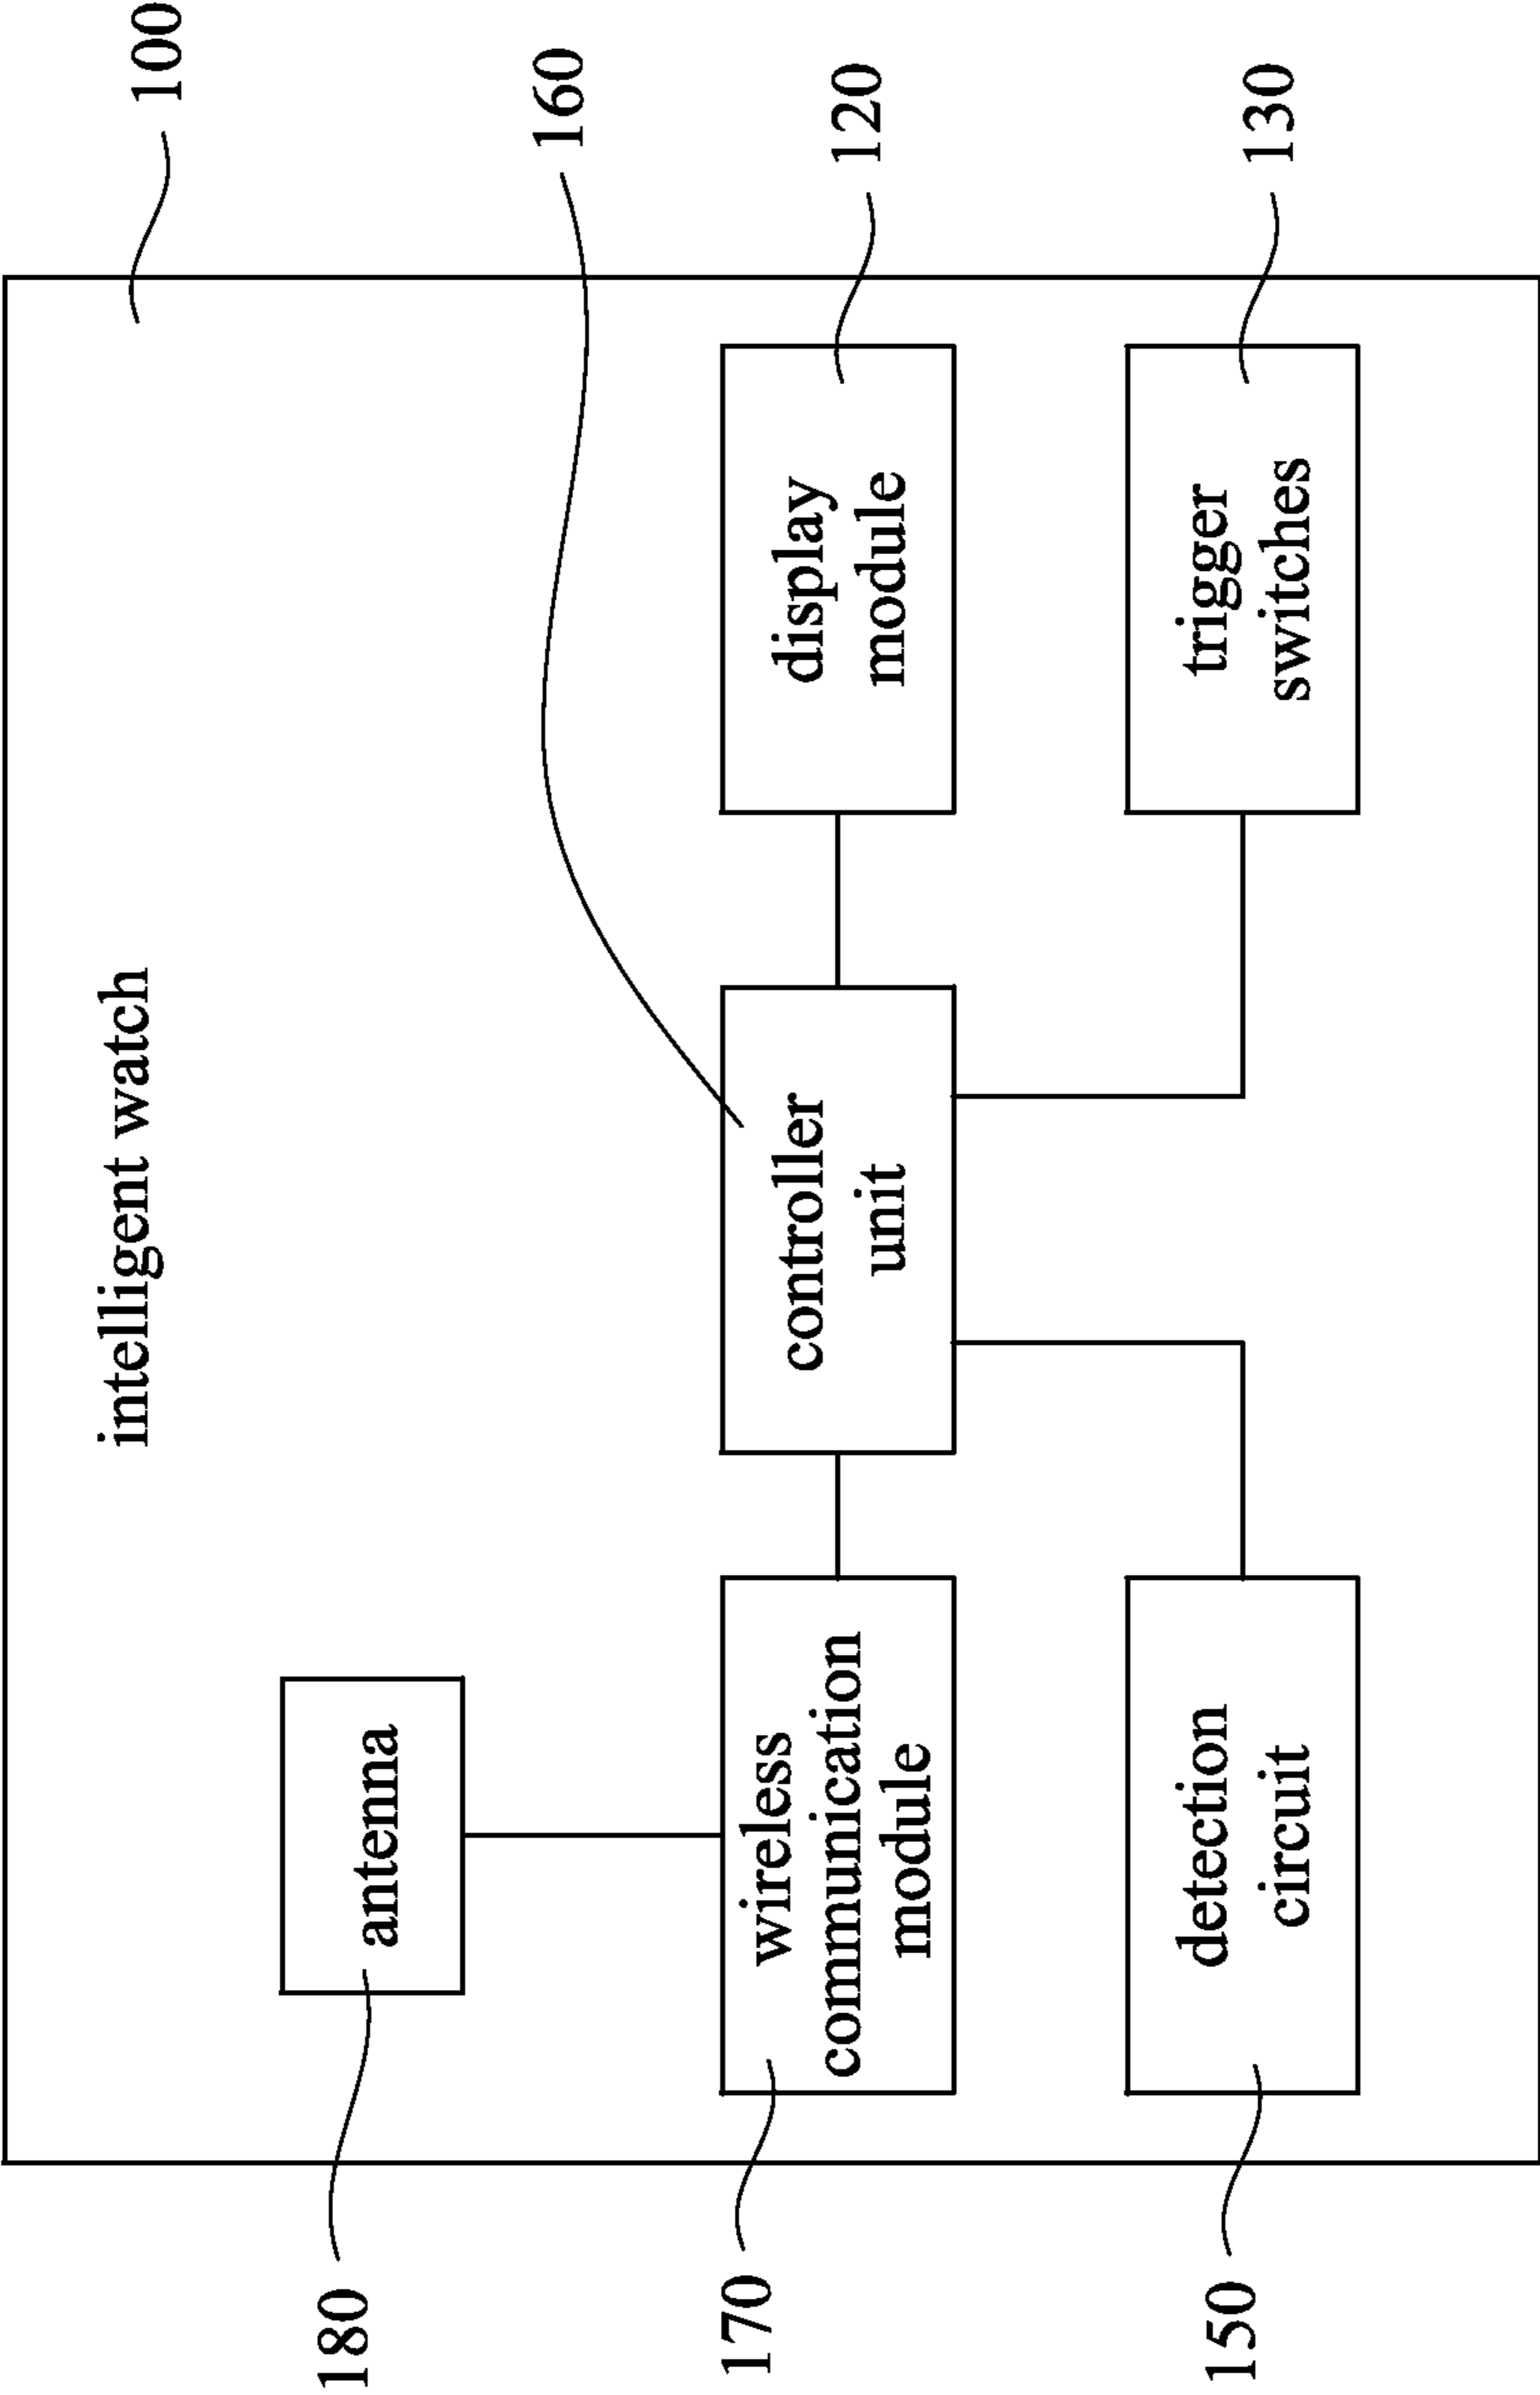 intelligent watch
100
160
180
antenna
170
wireless
communication
module
controller
unit
display
module
120
150
detection
circuit
trigger
switches
130